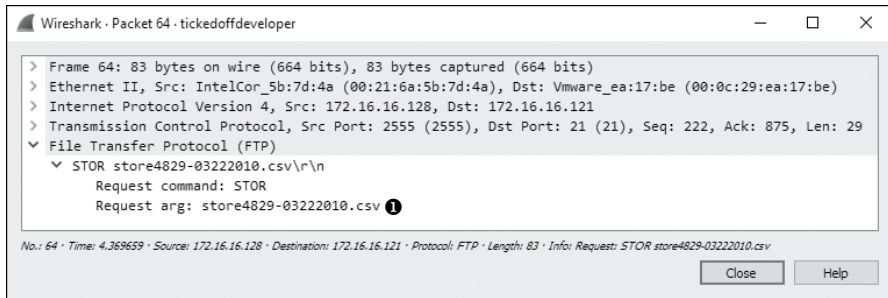 Wireshark · Packet 64 · tickedoffdeveloper
Frame 64: 83 bytes on wire (664 bits), 83 bytes captured (664 bits)
Ethernet II, Src: IntelCor_5b:7d:4a (00:21:6a:5b:7d:4a), Dst: Vmware_ea:17:be (00:0c:29:ea:17:be)
Internet Protocol Version 4, Src: 172.16.16.128, Dst: 172.16.16.121
Transmission Control Protocol, Src Port: 2555 (2555), Dst Port: 21 (21), Seq: 222, Ack: 875, Len: 29
File Transfer Protocol (FTP)
STOR store4829-03222010.csv\r\n
Request command: STOR
Request arg: store4829-03222010.csv ❶
No.: 64 · Time: 4.369659 · Source: 172.16.16.128 · Destination: 172.16.16.121 · Protocol: FTP · Length: 83 · Info: Request: STOR store4829-03222010.csv
Close Help